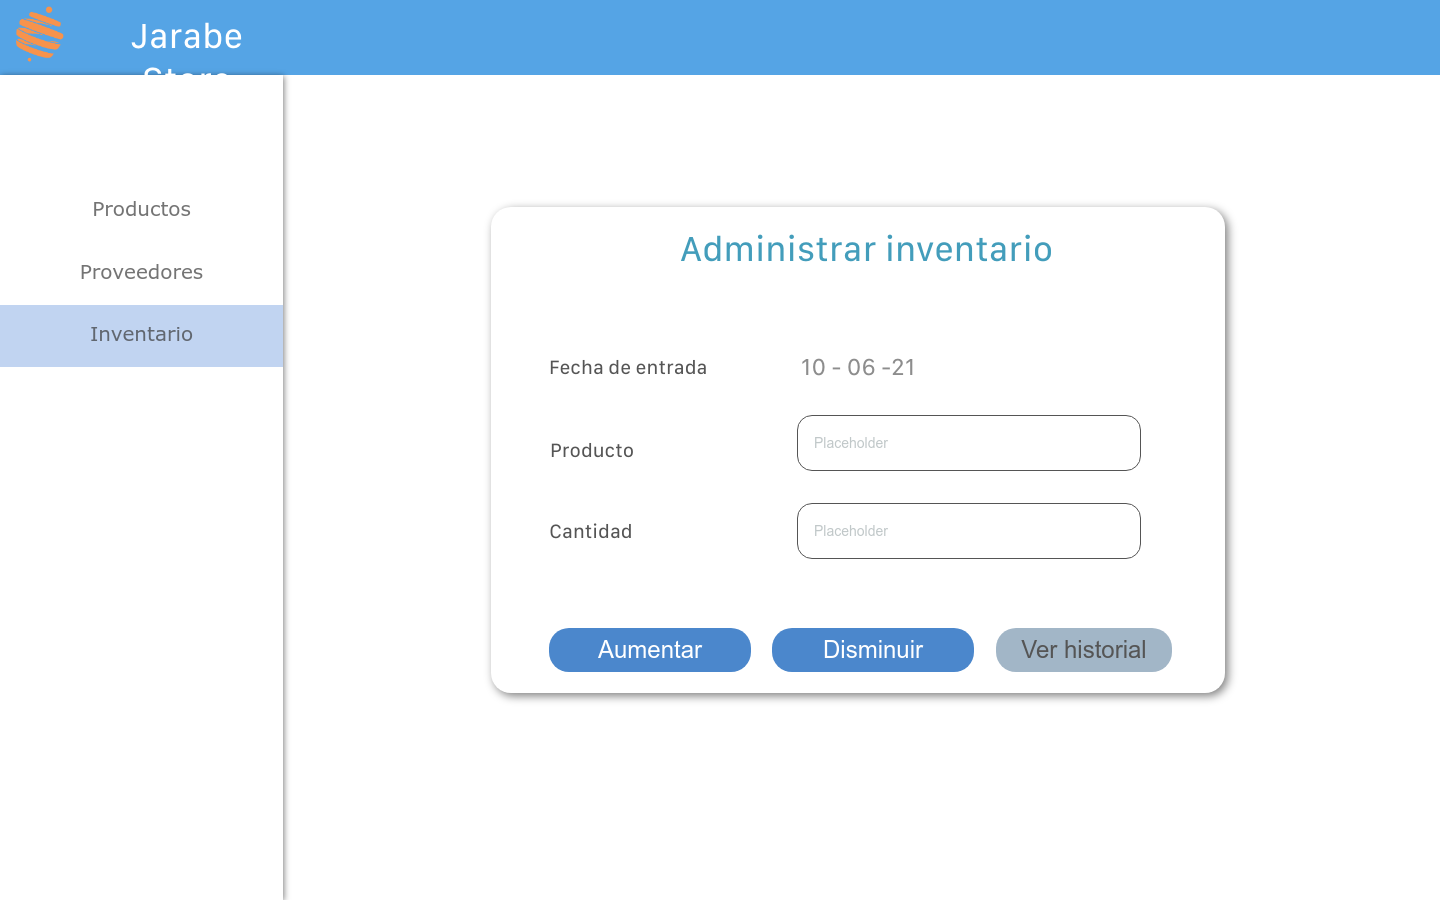 Jarabe
Store
Productos
Proveedores
Inventario
Administrar inventario
Fecha de entrada 10 - 06 -21
Producto Placeholder
Cantidad Placeholder
Aumentar Disminuir Ver historial